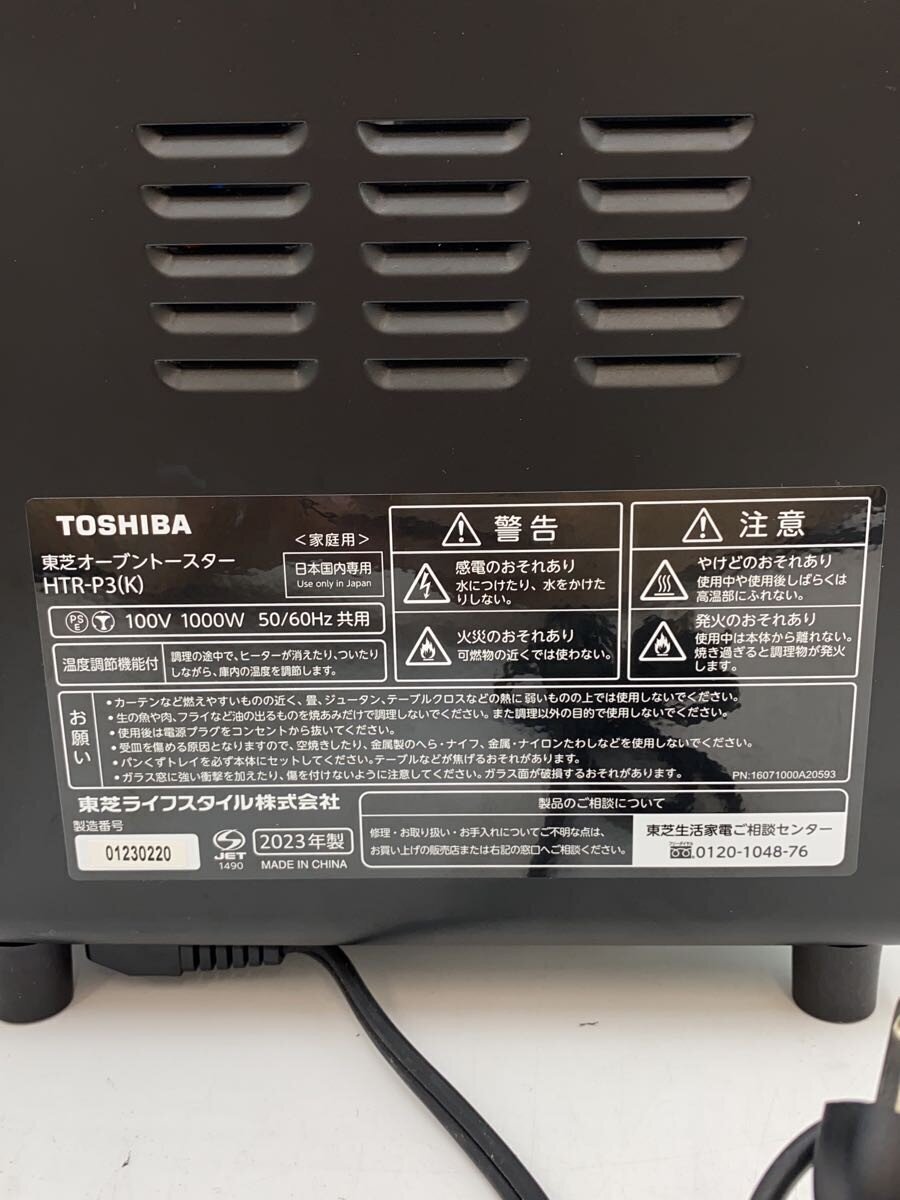 TOSHIBA
東芝オーブントースター
HTR-P3(K)
＜家庭用＞
日本国内専用
Use only in Japan
PS
E
100V 1000W 50/60Hz 共用
温度調節機能付
調理の途中で、ヒーターが消えたり、ついたり
しながら、庫内の温度を調節します。
警告
感電のおそれあり
水につけたり、水をかけた
りしない。
火災のおそれあり
可燃物の近くでは使わない。
注意
やけどのおそれあり
使用中や使用後しばらくは
高温部にふれない。
発火のおそれあり
使用中は本体から離れない。
焼き過ぎると調理物が発火
します。
お願い
・カーテンなど燃えやすいものの近く、畳、ジュータン、テーブルクロスなどの熱に弱いものの上では使用しないでください。
・生の魚や肉、フライなど油の出るものを焼あみだけで調理しないでください。また調理以外の目的で使用しないでください。
・使用後は電源プラグをコンセントから抜いてください。
・受皿を傷める原因となりますので、空焼きしたり、金属製のへら・ナイフ、金属・ナイロンたわしなどを使用しないでください。
・パンくずトレイを必ず本体にセットしてください。テーブルなどが焦げるおそれがあります。
・ガラス窓に強い衝撃を加えたり、傷を付けないように注意してください。ガラス面が破損するおそれがあります。
PN:16071000A20593
東芝ライフスタイル株式会社
製造番号
01230220
JET
1490
2023年製
MADE IN CHINA
製品のご相談について
修理・お取り扱い・お手入れについてご不明な点は、
お買い上げの販売店または右記の窓口へご相談ください。
東芝生活家電ご相談センター
フリーダイヤル
0120-1048-76